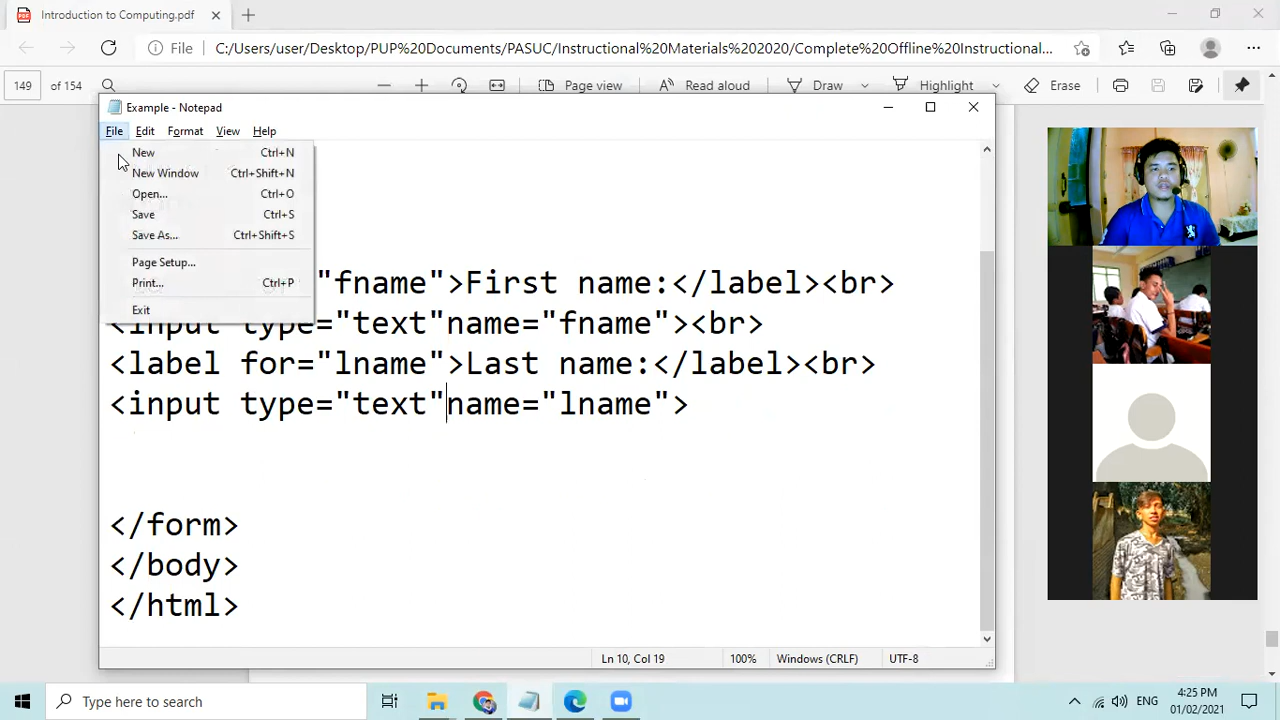 Introduction to Computing.pdf
File C:/Users/user/Desktop/PUP%20Documents/PASUC/Instructional%20Materials%202020/Complete%20Offline%20Instructional...
149 of 154 Page view Read aloud Draw Highlight Erase
Example - Notepad
File Edit Format View Help
New Ctrl+N
New Window Ctrl+Shift+N
Open... Ctrl+O
Save Ctrl+S
Save As... Ctrl+Shift+S
Page Setup...
Print... Ctrl+P
Exit
="fname">First name:</label><br>
<input type="text"name="fname"><br>
<label for="lname">Last name:</label><br>
<input type="text"name="lname">
</form>
</body>
</html>
Ln 10, Col 19 100% Windows (CRLF) UTF-8
Type here to search
ENG
4:25 PM
01/02/2021